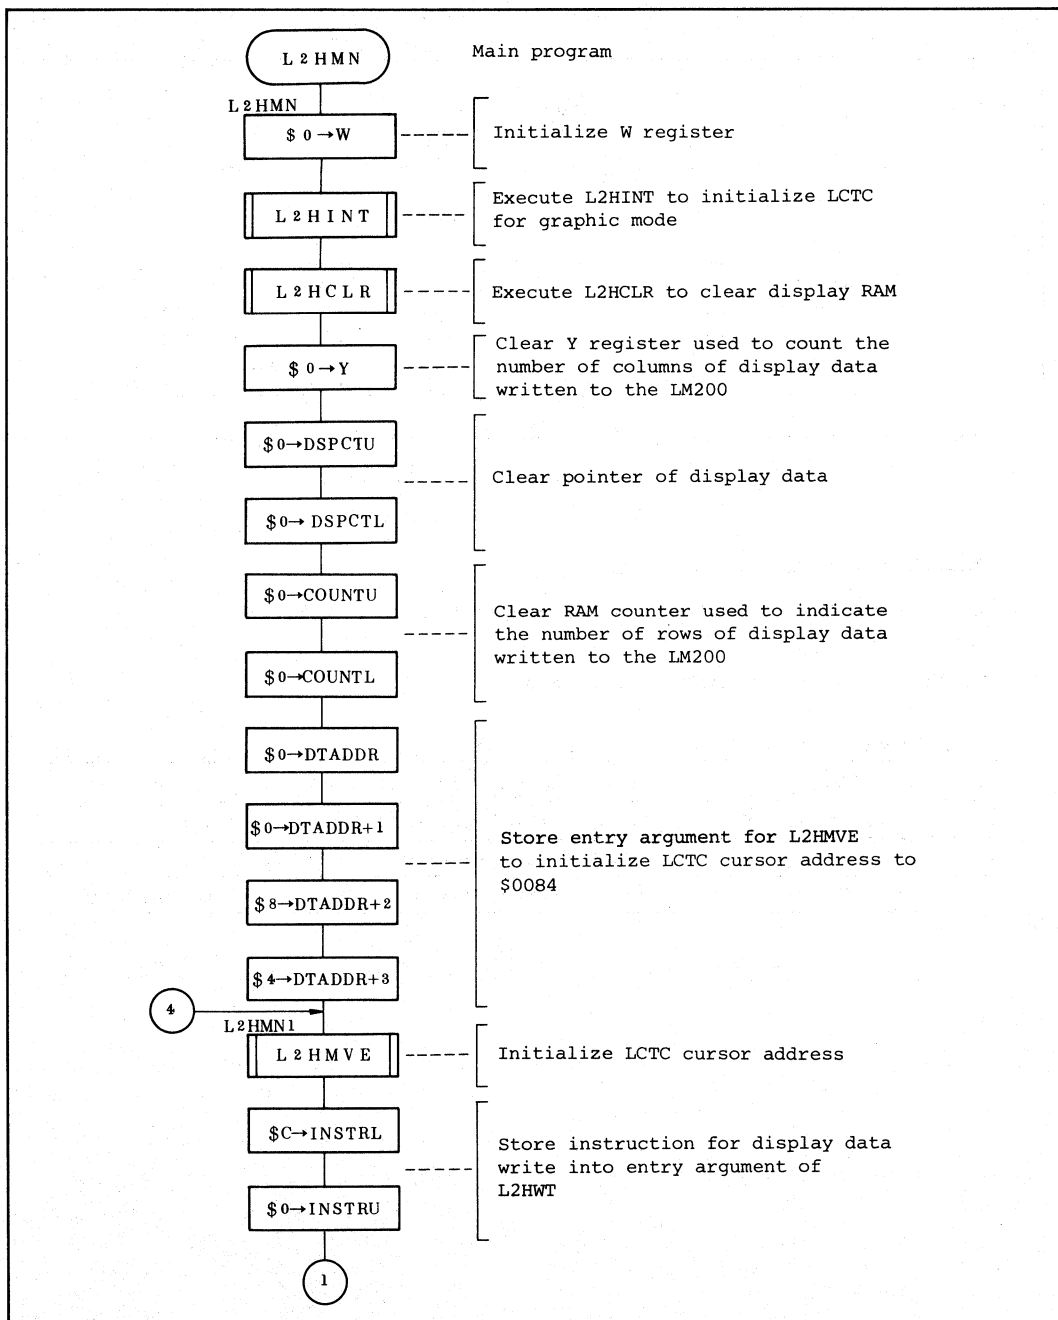 L2HMN
Main program
L2HMN
$0→W
Initialize W register
L2HINT
Execute L2HINT to initialize LCTC
for graphic mode
L2HCLR
Execute L2HCLR to clear display RAM
$0→Y
Clear Y register used to count the
number of columns of display data
written to the LM200
$0→DSPCTU
Clear pointer of display data
$0→DSPCTL
$0→COUNTU
Clear RAM counter used to indicate
the number of rows of display data
written to the LM200
$0→COUNTL
$0→DTADDR
$0→DTADDR+1
Store entry argument for L2HMVE
to initialize LCTC cursor address to
$0084
$8→DTADDR+2
$4→DTADDR+3
4
L2HMN1
L2HMVE
Initialize LCTC cursor address
$C→INSTRL
Store instruction for display data
write into entry argument of
L2HWT
$0→INSTRU
1